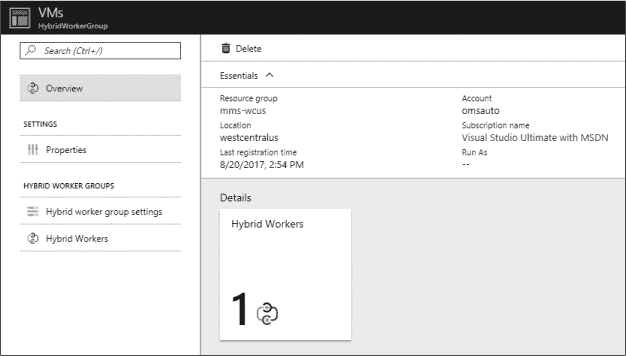 VMs
HybridWorkerGroup
Search (Ctrl+/)
Overview
SETTINGS
Properties
HYBRID WORKER GROUPS
Hybrid worker group settings
Hybrid Workers
Delete
Essentials
Resource group
mms-wcus
Location
westcentralus
Last registration time
8/20/2017, 2:54 PM
Account
omsauto
Subscription name
Visual Studio Ultimate with MSDN
Run As
--
Details
Hybrid Workers
1